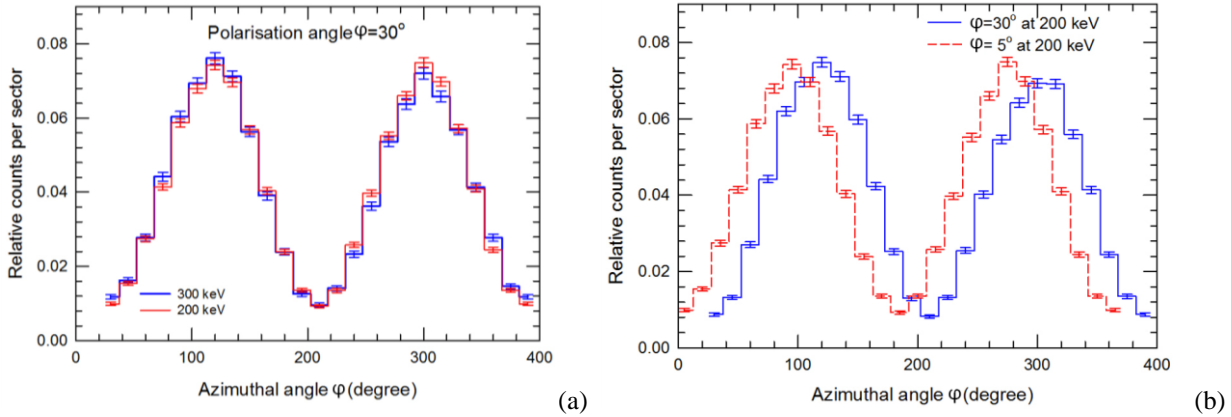 Polarisation angle φ=30°
0.08
0.06
0.04
0.02
0.00
Relative counts per sector
300 keV
200 keV
0
100
200
300
400
Azimuthal angle φ (degree)
(a)
φ=30° at 200 keV
φ= 5° at 200 keV
0.08
0.06
0.04
0.02
0.00
Relative counts per sector
0
100
200
300
400
Azimuthal angle φ (degree)
(b)